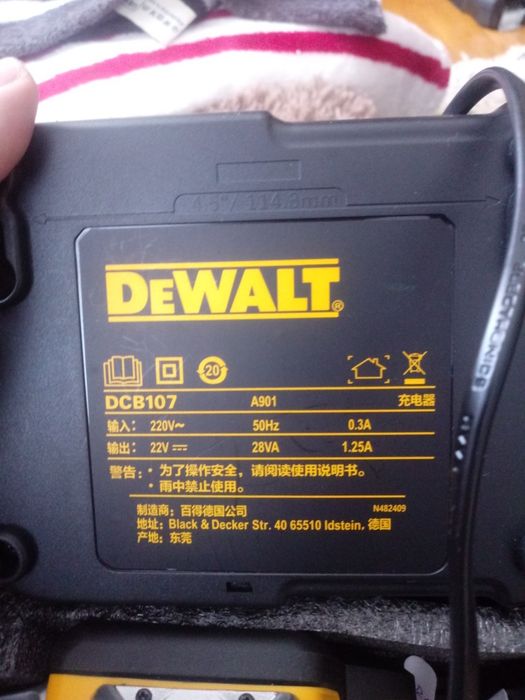 4.5"/114.3mm
DEWALT®
20
DCB107 A901 充电器
输入: 220V~ 50Hz 0.3A
输出: 22V⎓ 28VA 1.25A
警告: · 为了操作安全，请阅读使用说明书。
· 雨中禁止使用。
制造商: 百得德国公司 N482409
地址: Black & Decker Str. 40 65510 Idstein, 德国
产地: 东莞